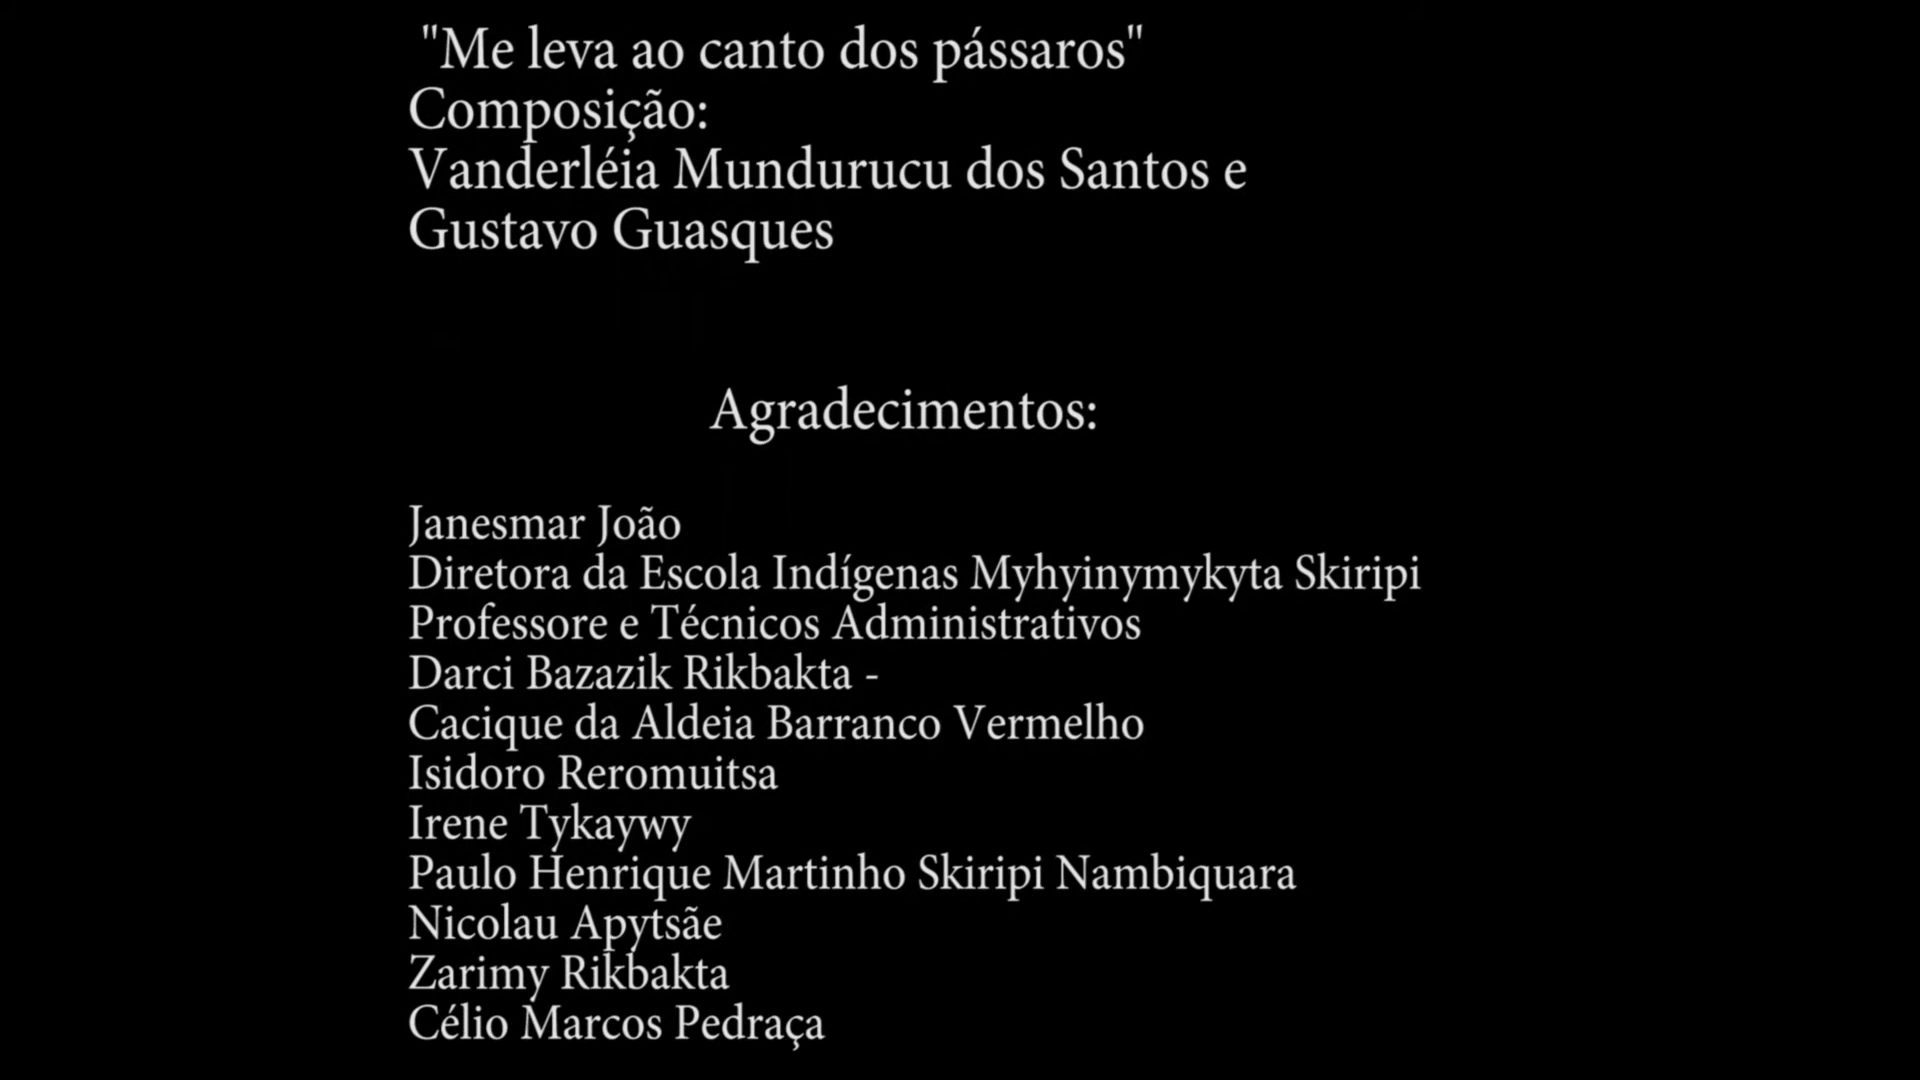 "Me leva ao canto dos pássaros"
Composição:
Vanderléia Mundurucu dos Santos e
Gustavo Guasques
Agradecimentos:
Janesmar João
Diretora da Escola Indígenas Myhyinymykyta Skiripi
Professore e Técnicos Administrativos
Darci Bazazik Rikbakta -
Cacique da Aldeia Barranco Vermelho
Isidoro Reromuitsa
Irene Tykaywy
Paulo Henrique Martinho Skiripi Nambiquara
Nicolau Apytsãe
Zarimy Rikbakta
Célio Marcos Pedraça